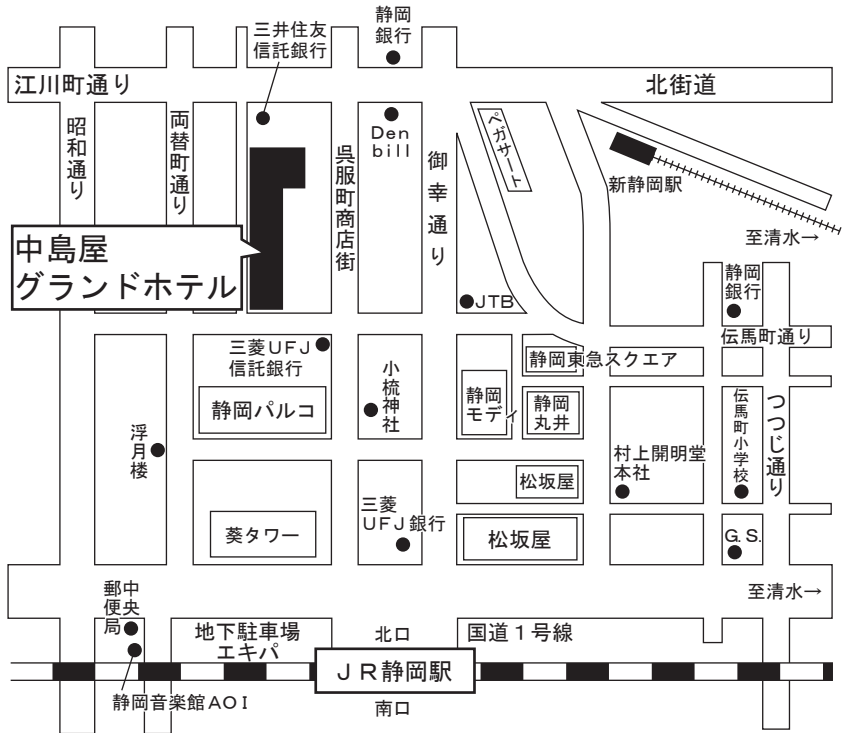 静岡
銀行
三井住友
信託銀行
江川町通り
北街道
昭和通り
両替町通り
Den
bill
呉服町商店街
御幸通り
ペガサート
新静岡駅
至清水→
中島屋
グランドホテル
静岡
銀行
JTB
伝馬町通り
三菱UFJ
信託銀行
静岡東急スクエア
小梳神社
静岡パルコ
静岡
モディ
静岡
丸井
伝馬町小学校
つつじ通り
浮月楼
村上開明堂
本社
松坂屋
三菱
UFJ銀行
葵タワー
松坂屋
G.S.
至清水→
中央
郵便局
地下駐車場
エキパ
北口
国道1号線
JR静岡駅
静岡音楽館AOI
南口